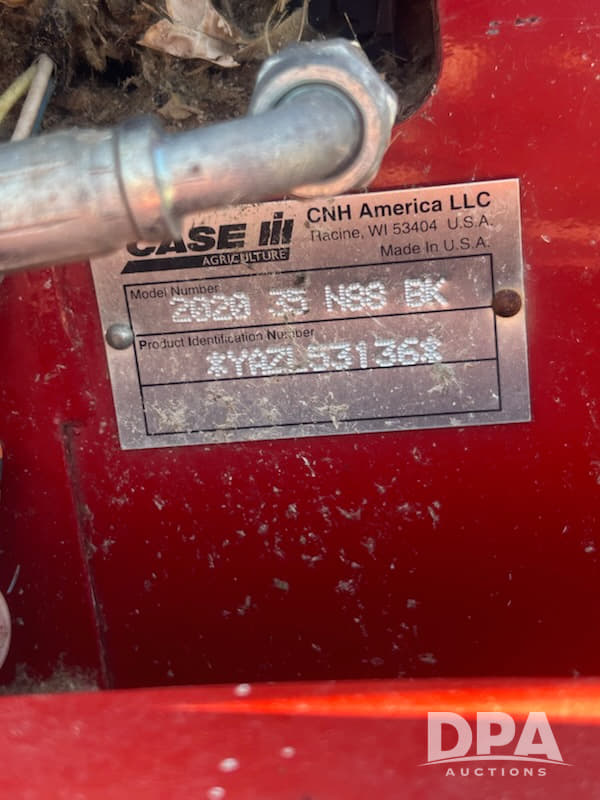 CNH America LLC
CASE III
Racine, WI 53404 U.S.A.
AGRICULTURE
Made In U.S.A.
Model Number
2020 35 N88 BK
Product Identification Number
*YAZL53136*
DPA
AUCTIONS